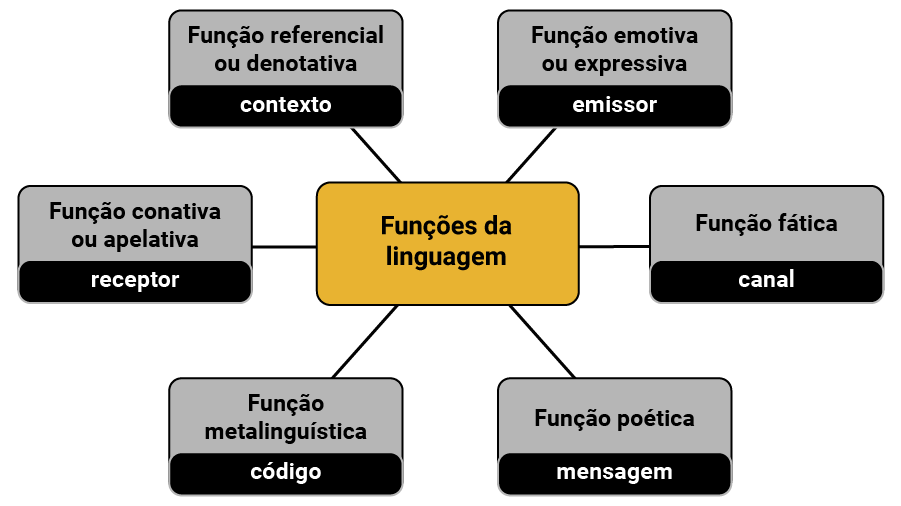 Função referencial
ou denotativa
contexto
Função emotiva
ou expressiva
emissor
Função conativa
ou apelativa
receptor
Funções da
linguagem
Função fática
canal
Função
metalinguística
código
Função poética
mensagem